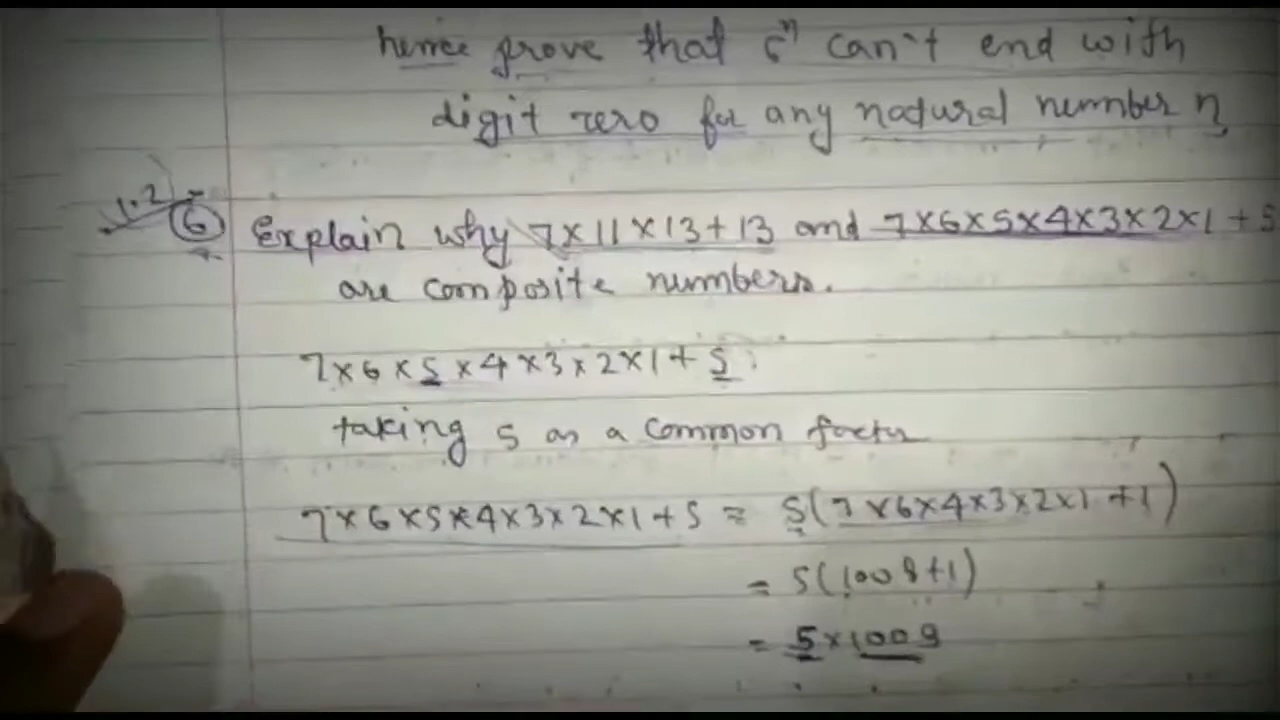 hence prove that 6ⁿ can't end with
digit zero for any natural number n
1.2 6 Explain why 7×11×13+13 and 7×6×5×4×3×2×1+5
are composite numbers.
7×6×5×4×3×2×1+5
taking 5 as a common factor
7×6×5×4×3×2×1+5 = 5(7×6×4×3×2×1+1)
= 5(1008+1)
= 5×1009